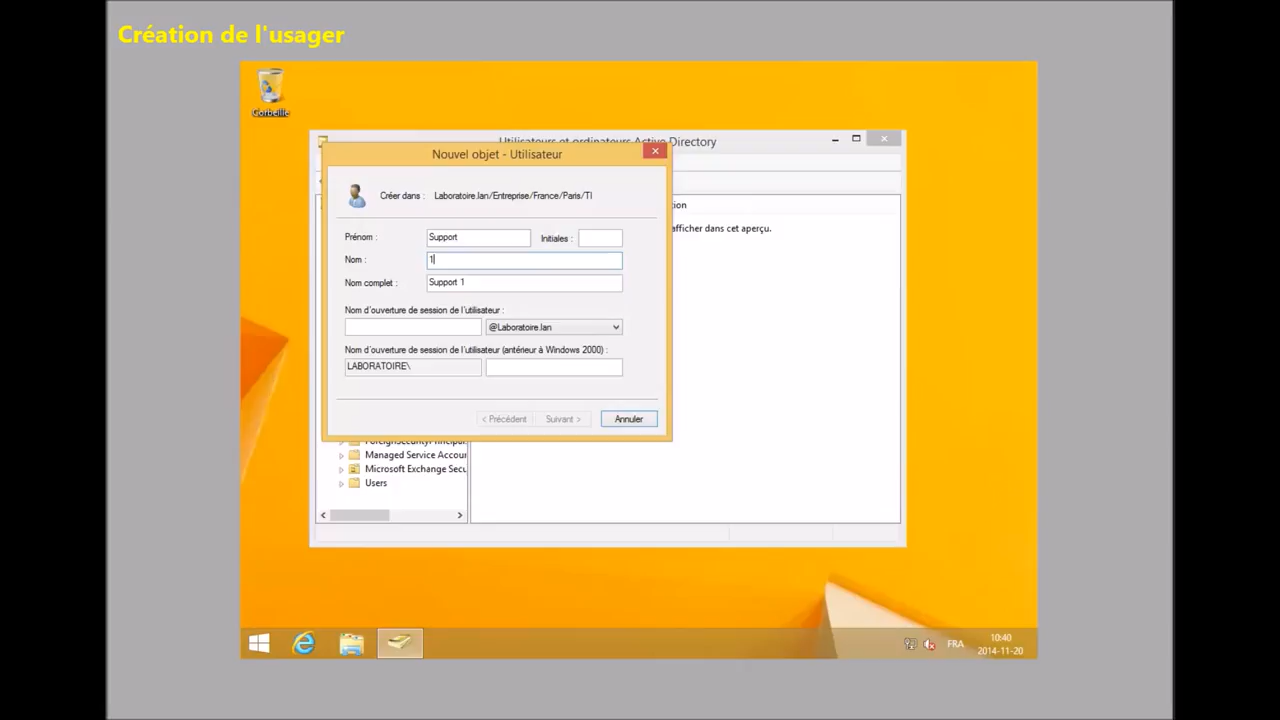 Création de l'usager
Corbeille
Utilisateurs et ordinateurs Active Directory
Nouvel objet - Utilisateur
Créer dans : Laboratoire.lan/Entreprise/France/Paris/TI
Prénom : Support Initiales :
Nom : 1
Nom complet : Support 1
Nom d'ouverture de session de l'utilisateur :
@Laboratoire.lan
Nom d'ouverture de session de l'utilisateur (antérieur à Windows 2000) :
LABORATOIRE\
< Précédent Suivant > Annuler
tion
afficher dans cet aperçu.
ForeignSecurityPrincipal
Managed Service Accour
Microsoft Exchange Secu
Users
FRA
10:40
2014-11-20